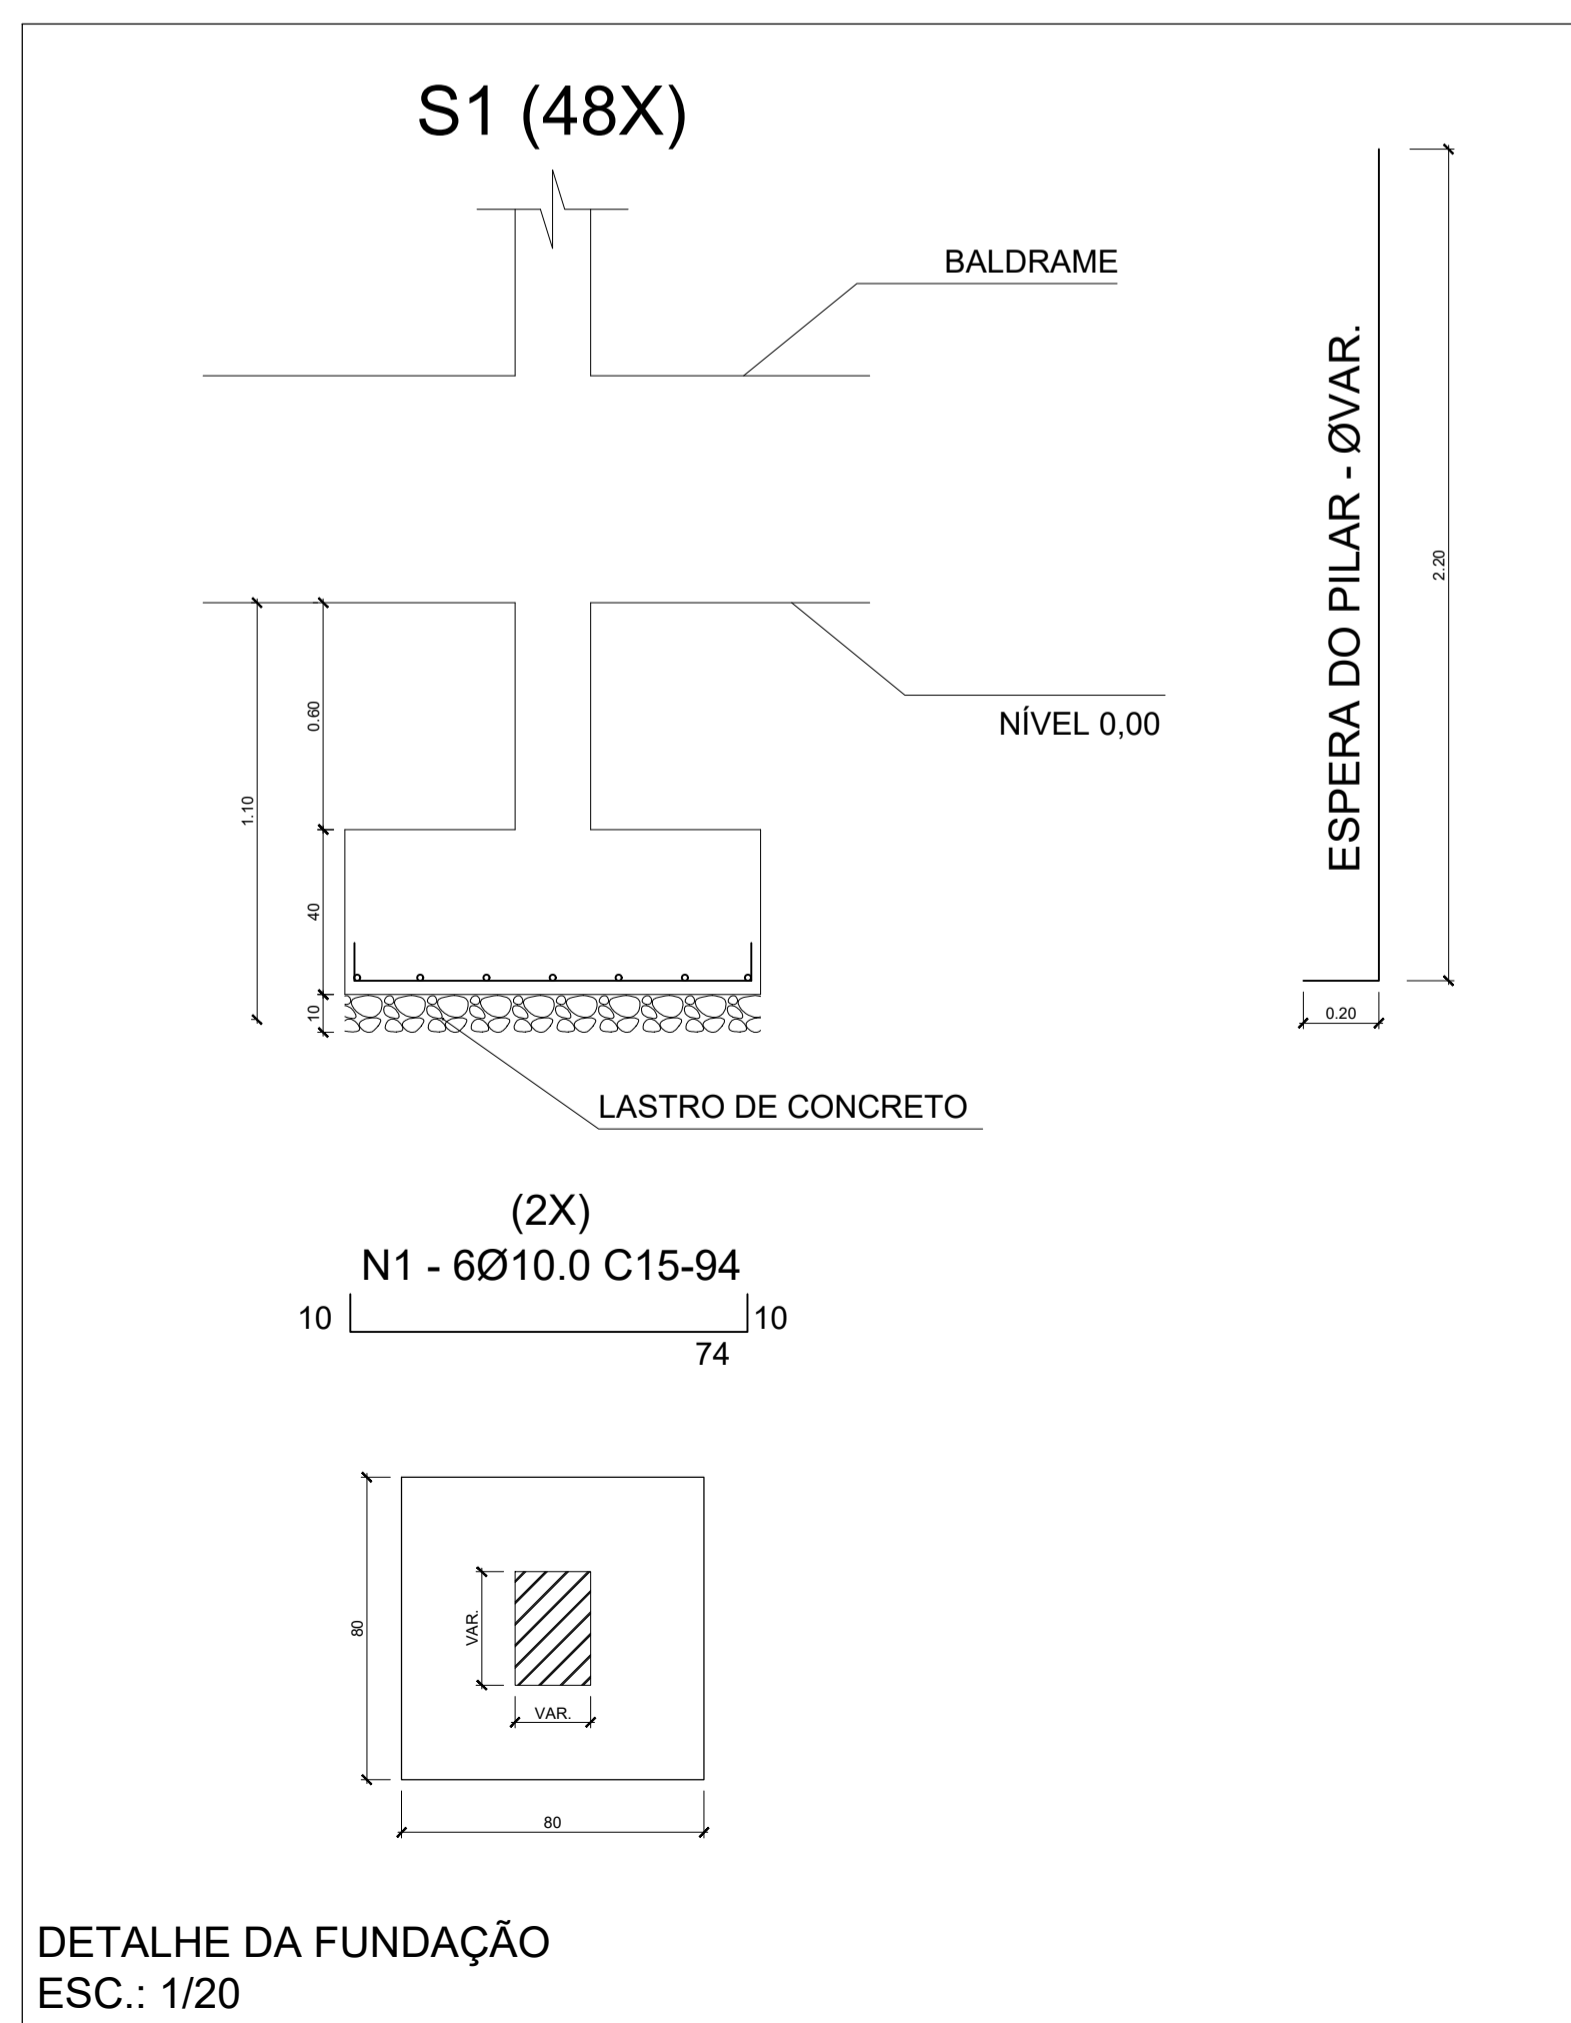 S1 (48X)
BALDRAME
ESPERA DO PILAR - ØVAR.
2.20
0.60
NÍVEL 0,00
1.10
40
10
0.20
LASTRO DE CONCRETO
(2X)
N1 - 6Ø10.0 C15-94
10
10
74
80
VAR.
VAR.
80
DETALHE DA FUNDAÇÃO
ESC.: 1/20